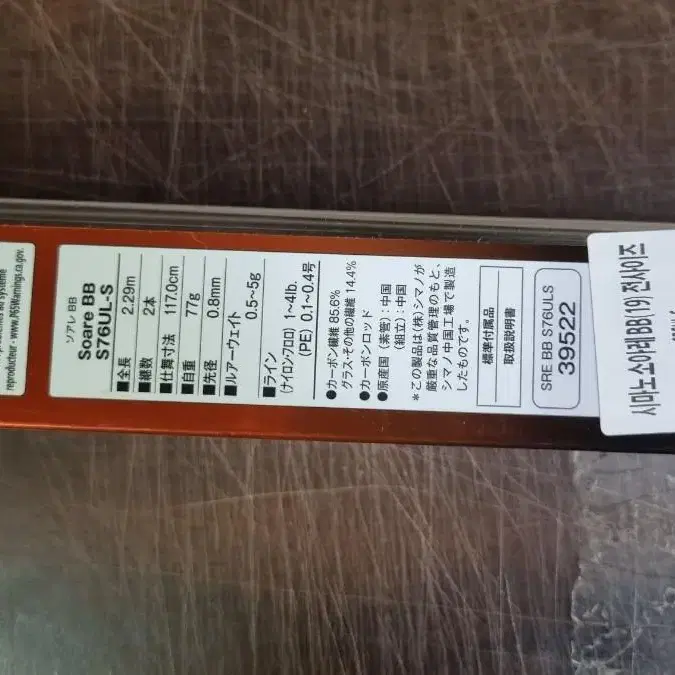 reproducteur - www.P65Warnings.ca.gov.
ソアレ BB
Soare BB
S76UL-S
■全長 2.29m
■継数 2本
■仕舞寸法 117.0cm
■自重 77g
■先径 0.8mm
■ルアーウェイト
0.5~5g
■ライン
(ナイロン・フロロ) 1~4lb.
(PE) 0.1~0.4号
●カーボン繊維 85.6%
グラス・その他の繊維 14.4%
●カーボンロッド
●原産国 (素管):中国
(組立):中国
*この製品は(株)シマノが
厳重な品質管理のもと、
シマノ中国工場で製造
したものです。
標準付属品
取扱説明書
SRE BB S76ULS
39522
시마노 소아레BB(19) 전사이즈